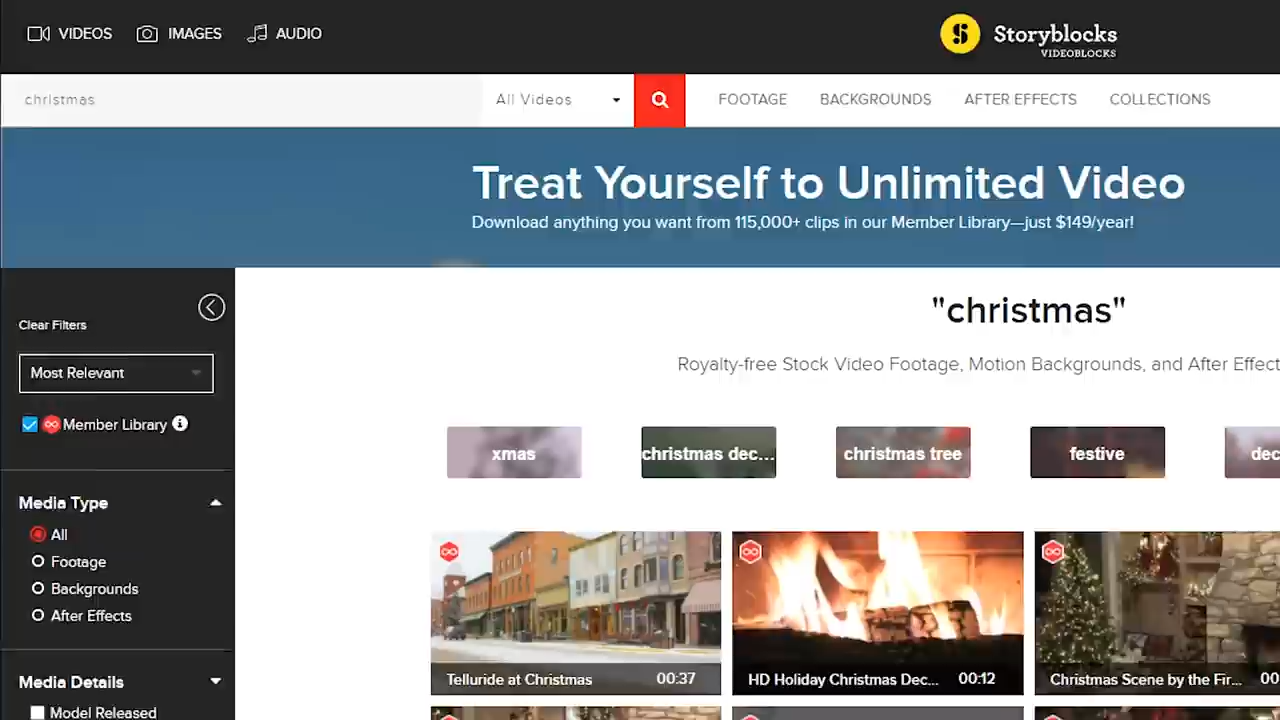 VIDEOS IMAGES AUDIO Storyblocks
VIDEOBLOCKS
christmas All Videos FOOTAGE BACKGROUNDS AFTER EFFECTS COLLECTIONS
Treat Yourself to Unlimited Video
Download anything you want from 115,000+ clips in our Member Library—just $149/year!
Clear Filters
Most Relevant
Member Library
Media Type
All
Footage
Backgrounds
After Effects
Media Details
Model Released
"christmas"
Royalty-free Stock Video Footage, Motion Backgrounds, and After Effect
xmas christmas dec... christmas tree festive dec
Telluride at Christmas 00:37 HD Holiday Christmas Dec... 00:12 Christmas Scene by the Fir... 00